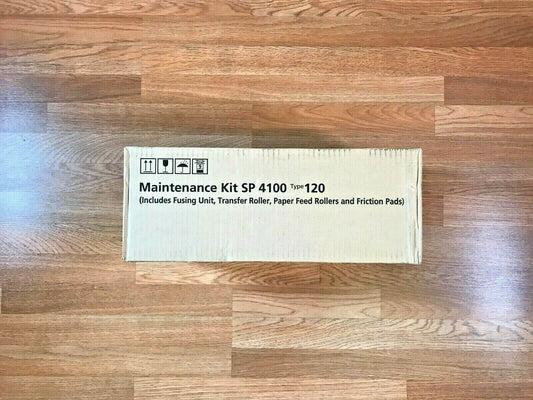 Maintenance Kit SP 4100 Type 120
(Includes Fusing Unit, Transfer Roller, Paper Feed Rollers and Friction Pads)